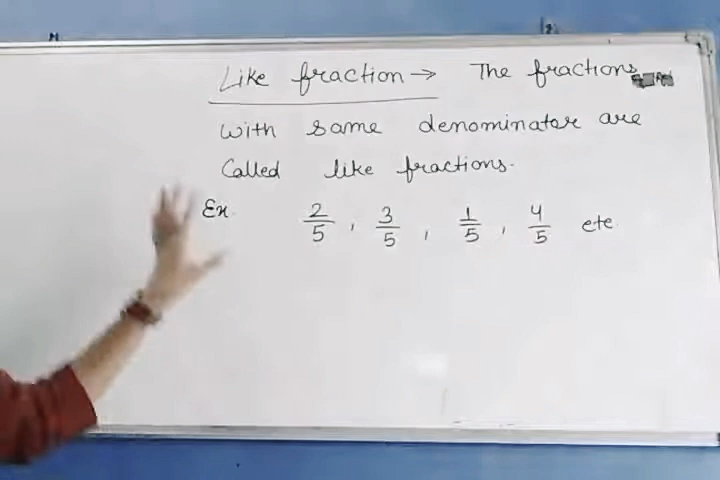 Like fraction → The fractions
with same denominator are
Called like fractions.
Ex. 2/5, 3/5, 1/5, 4/5 etc